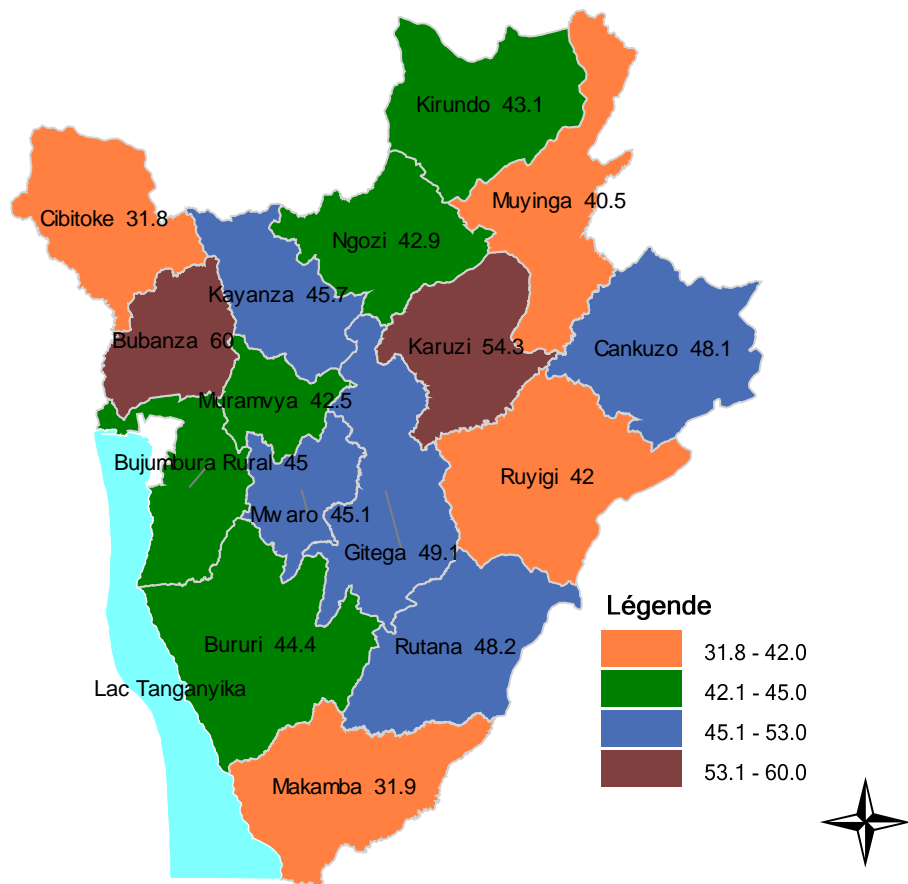 Kirundo 43.1
Muyinga 40.5
Cibitoke 31.8
Ngozi 42.9
Kayanza 45.7
Bubanza 60
Karuzi 54.3
Cankuzo 48.1
Muramvya 42.5
Bujumbura Rural 45
Ruyigi 42
Mwaro 45.1
Gitega 49.1
Légende
Bururi 44.4
Rutana 48.2
31.8 - 42.0
Lac Tanganyika
42.1 - 45.0
45.1 - 53.0
53.1 - 60.0
Makamba 31.9